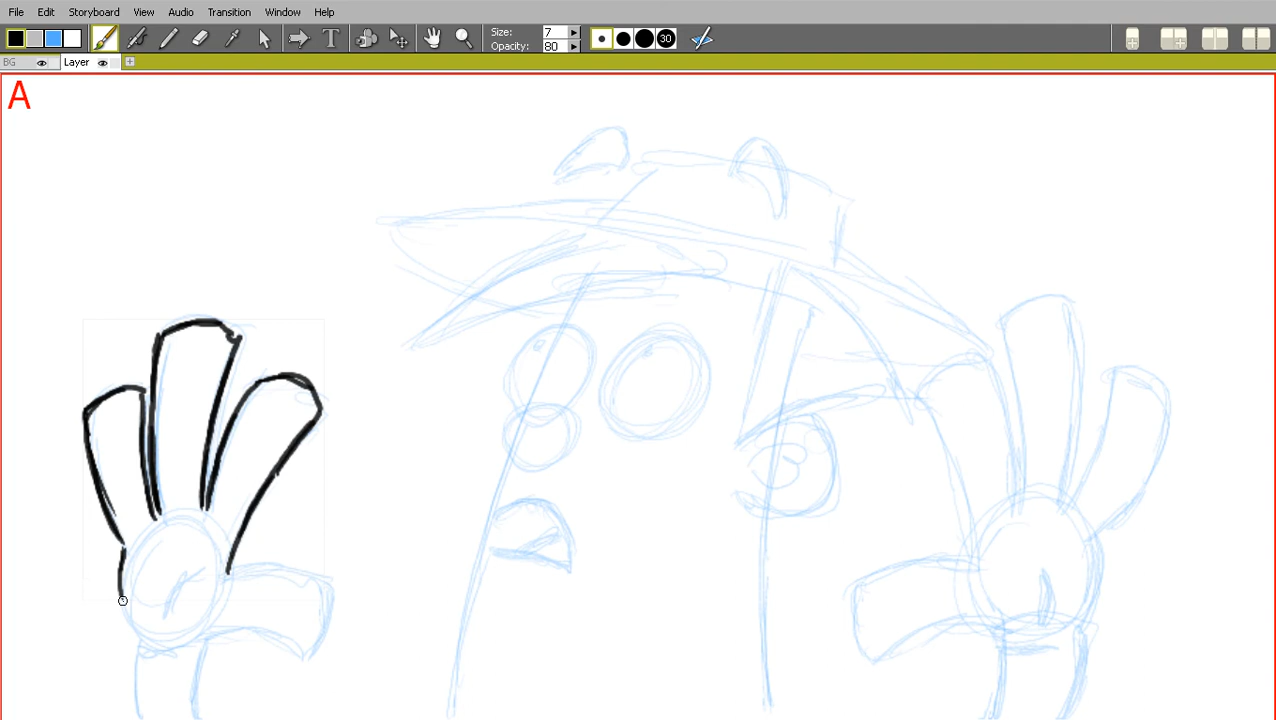 File Edit Storyboard View Audio Transition Window Help
Size: 7
Opacity: 80
30
BG Layer
A